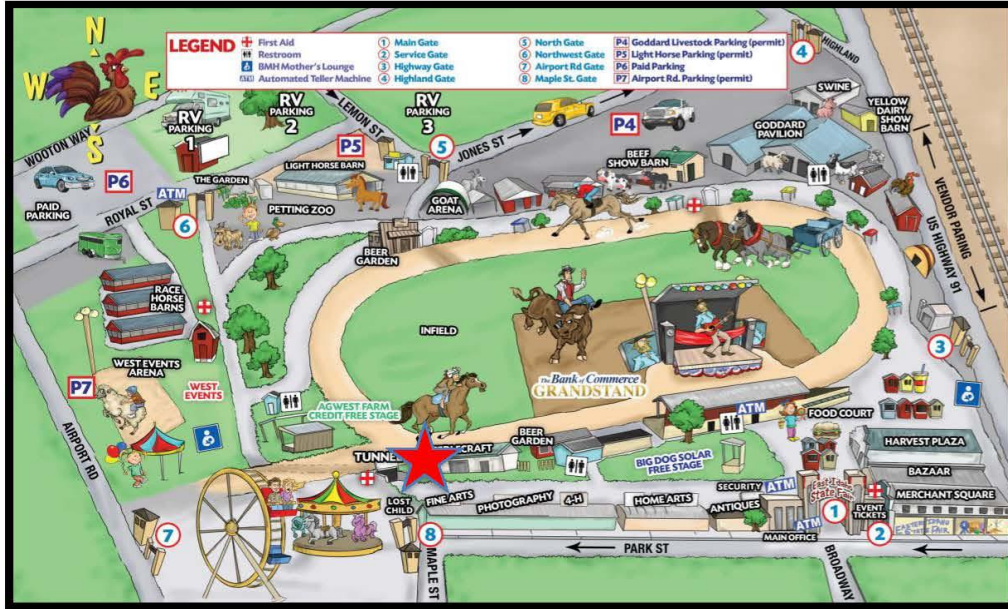 N
W E
S
LEGEND
First Aid
Restroom
BMH Mother's Lounge
ATM Automated Teller Machine
1 Main Gate
2 Service Gate
3 Highway Gate
4 Highland Gate
5 North Gate
6 Northwest Gate
7 Airport Rd Gate
8 Maple St. Gate
P4 Goddard Livestock Parking (permit)
P5 Light Horse Parking (permit)
P6 Paid Parking
P7 Airport Rd. Parking (permit)
4
HIGHLAND
WOOTON WAY
RV
PARKING
1
RV
PARKING
2
LEMON ST
RV
PARKING
3
P5
5
JONES ST
P4
SWINE
YELLOW
DAIRY
SHOW
BARN
GODDARD
PAVILION
BEEF
SHOW BARN
LIGHT HORSE BARN
THE GARDEN
PETTING ZOO
GOAT
ARENA
P6
PAID
PARKING
ROYAL ST
ATM
6
BEER
GARDEN
VENDOR PARING
US HIGHWAY 91
RACE
HORSE
BARNS
INFIELD
WEST EVENTS
ARENA
WEST
EVENTS
P7
AIRPORT RD
3
The Bank of Commerce
GRANDSTAND
AGWEST FARM
CREDIT FREE STAGE
ATM
FOOD COURT
BEER
GARDEN
HARVEST PLAZA
BIG DOG SOLAR
FREE STAGE
BAZAAR
LOST
CHILD
FINE ARTS
PHOTOGRAPHY
4-H
HOME ARTS
ANTIQUES
SECURITY
ATM
East Idaho
State Fair
1
EVENT
TICKETS
MERCHANT SQUARE
MAIN OFFICE
ATM
2
7
8
PARK ST
MAPLE ST
BROADWAY